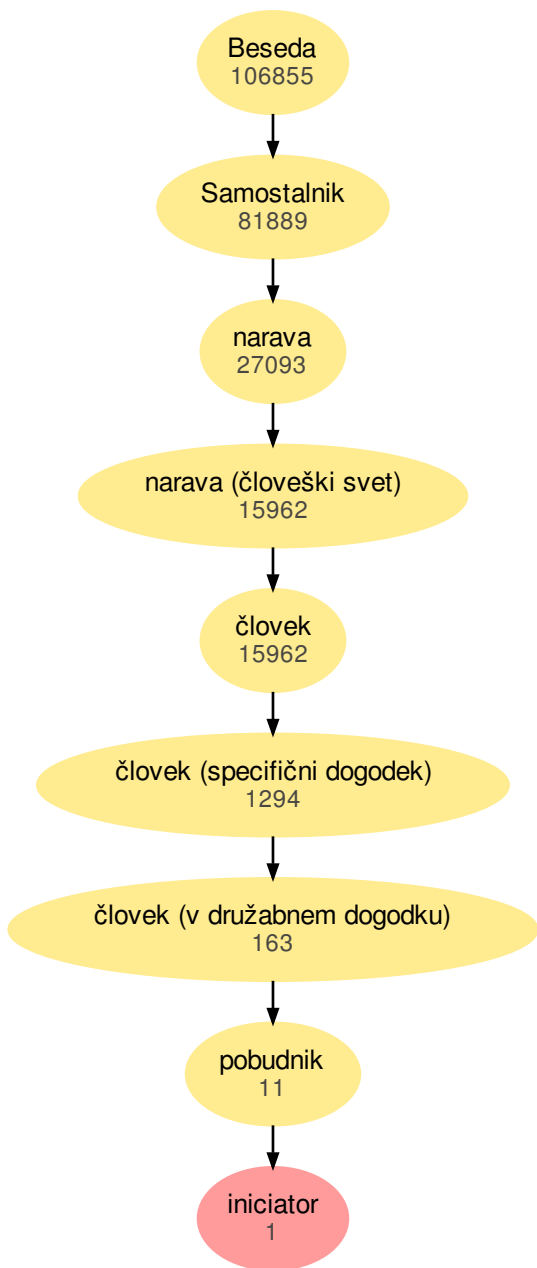 Beseda
106855
Samostalnik
81889
narava
27093
narava (človeški svet)
15962
človek
15962
človek (specifični dogodek)
1294
človek (v družabnem dogodku)
163
pobudnik
11
iniciator
1